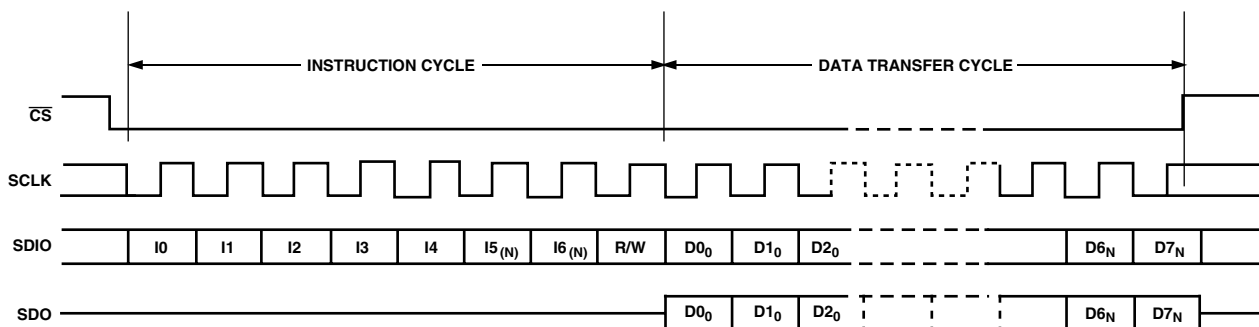 INSTRUCTION CYCLE DATA TRANSFER CYCLE
CS
SCLK
SDIO I0 I1 I2 I3 I4 I5(N) I6(N) R/W D00 D10 D20 D6N D7N
SDO D00 D10 D20 D6N D7N